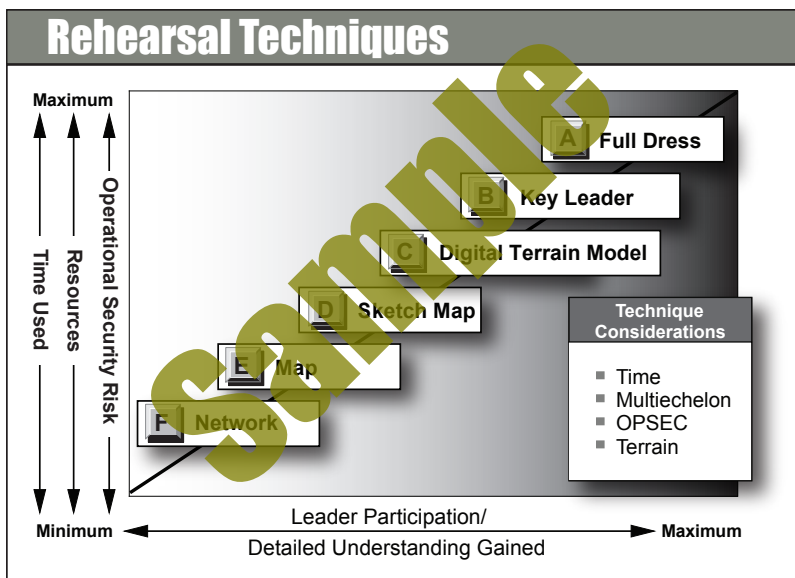 Rehearsal Techniques
Maximum
Time Used
Resources
Operational Security Risk
A Full Dress
B Key Leader
C Digital Terrain Model
D Sketch Map
E Map
F Network
Technique
Considerations
Time
Multiechelon
OPSEC
Terrain
Minimum
Leader Participation/
Detailed Understanding Gained
Maximum
Sample